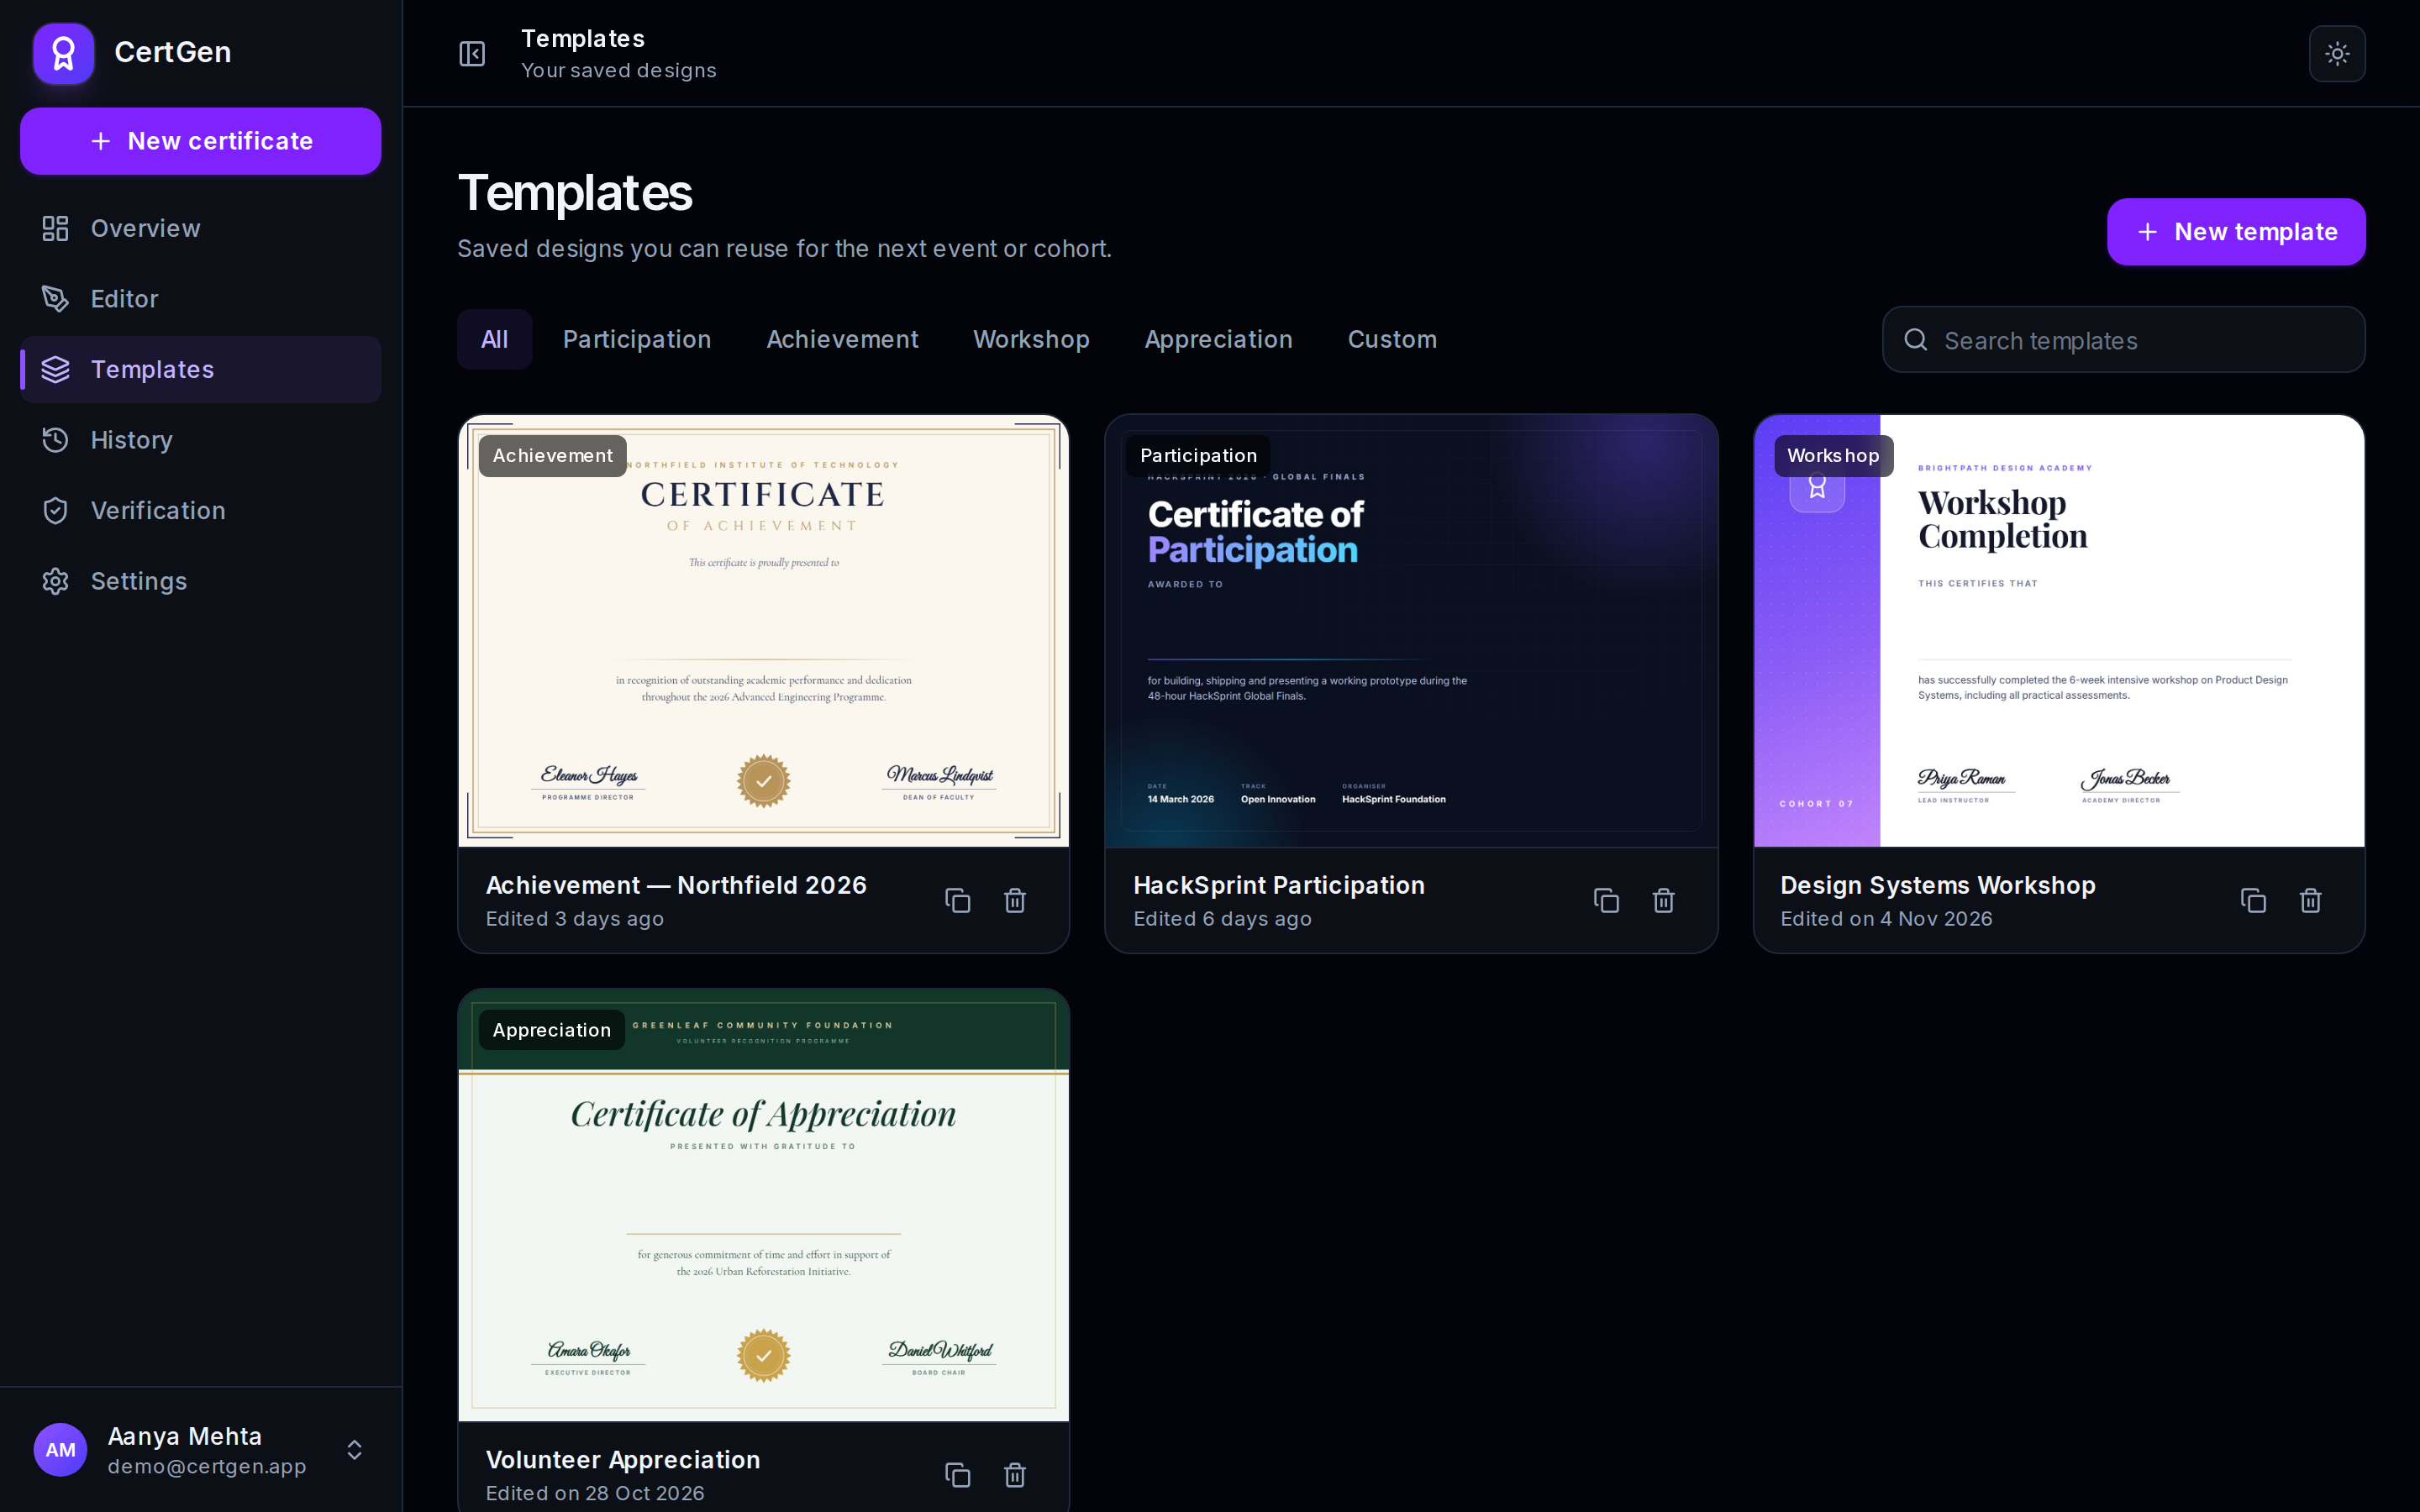 CertGen
New certificate
Overview
Editor
Templates
History
Verification
Settings
AM
Aanya Mehta
demo@certgen.app
Templates
Your saved designs
Templates
Saved designs you can reuse for the next event or cohort.
New template
All
Participation
Achievement
Workshop
Appreciation
Custom
Search templates
Achievement
NORTHFIELD INSTITUTE OF TECHNOLOGY
CERTIFICATE
OF ACHIEVEMENT
This certificate is proudly presented to
in recognition of outstanding academic performance and dedication
throughout the 2026 Advanced Engineering Programme.
Eleanor Hayes
PROGRAMME DIRECTOR
Marcus Lindqvist
DEAN OF FACULTY
Achievement — Northfield 2026
Edited 3 days ago
Participation
HACKSPRINT 2026 · GLOBAL FINALS
Certificate of
Participation
AWARDED TO
for building, shipping and presenting a working prototype during the
48-hour HackSprint Global Finals.
DATE
14 March 2026
TRACK
Open Innovation
ORGANISER
HackSprint Foundation
HackSprint Participation
Edited 6 days ago
Workshop
COHORT 07
BRIGHTPATH DESIGN ACADEMY
Workshop
Completion
THIS CERTIFIES THAT
has successfully completed the 6-week intensive workshop on Product Design
Systems, including all practical assessments.
Priya Raman
LEAD INSTRUCTOR
Jonas Becker
ACADEMY DIRECTOR
Design Systems Workshop
Edited on 4 Nov 2026
Appreciation
GREENLEAF COMMUNITY FOUNDATION
VOLUNTEER RECOGNITION PROGRAMME
Certificate of Appreciation
PRESENTED WITH GRATITUDE TO
for generous commitment of time and effort in support of
the 2026 Urban Reforestation Initiative.
Amara Okafor
EXECUTIVE DIRECTOR
Daniel Whitford
BOARD CHAIR
Volunteer Appreciation
Edited on 28 Oct 2026